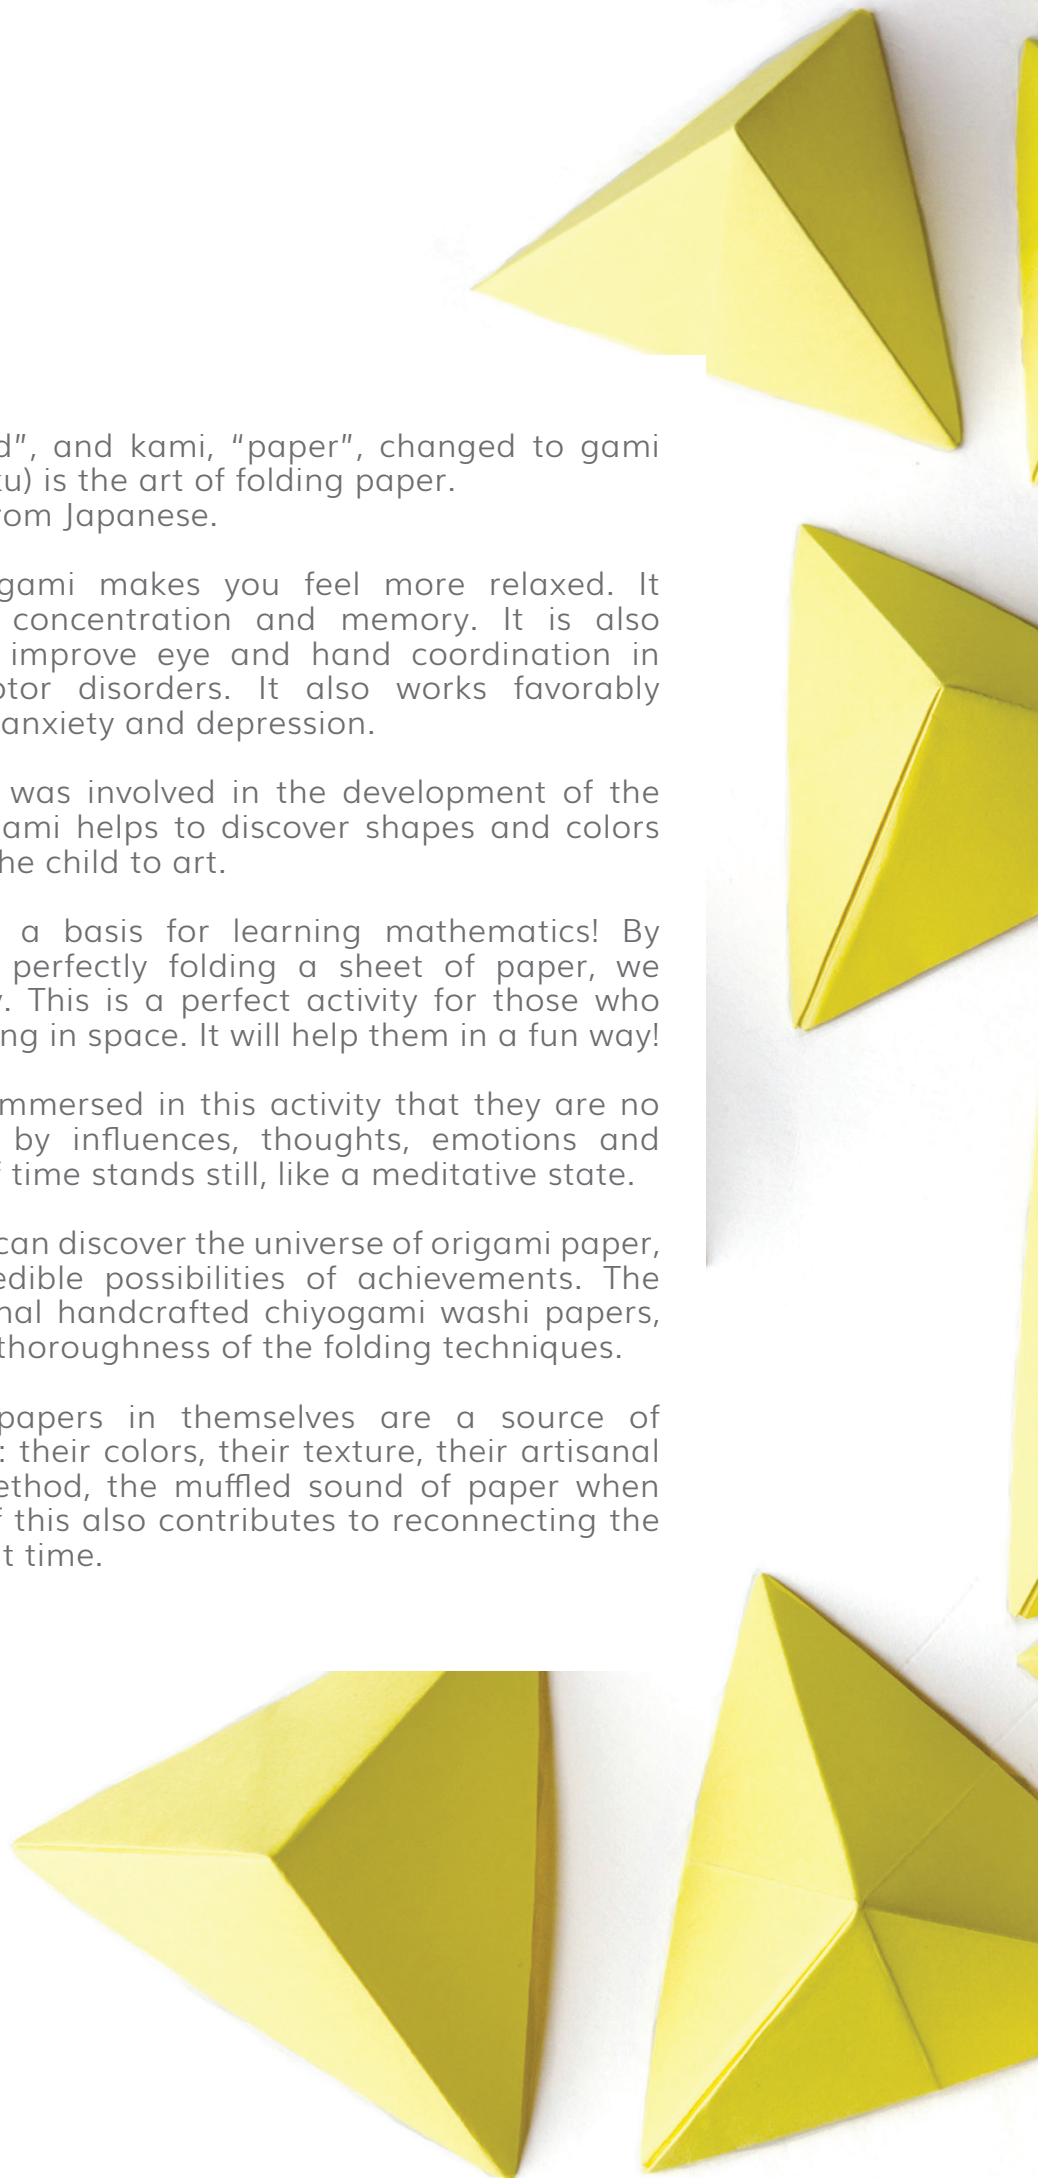 d”, and kami, “paper”, changed to gami
ku) is the art of folding paper.
rom Japanese.
gami makes you feel more relaxed. It
concentration and memory. It is also
improve eye and hand coordination in
otor disorders. It also works favorably
anxiety and depression.
was involved in the development of the
gami helps to discover shapes and colors
he child to art.
a basis for learning mathematics! By
perfectly folding a sheet of paper, we
y. This is a perfect activity for those who
ng in space. It will help them in a fun way!
mmersed in this activity that they are no
by influences, thoughts, emotions and
f time stands still, like a meditative state.
can discover the universe of origami paper,
edible possibilities of achievements. The
nal handcrafted chiyogami washi papers,
thoroughness of the folding techniques.
papers in themselves are a source of
: their colors, their texture, their artisanal
ethod, the muffled sound of paper when
f this also contributes to reconnecting the
t time.